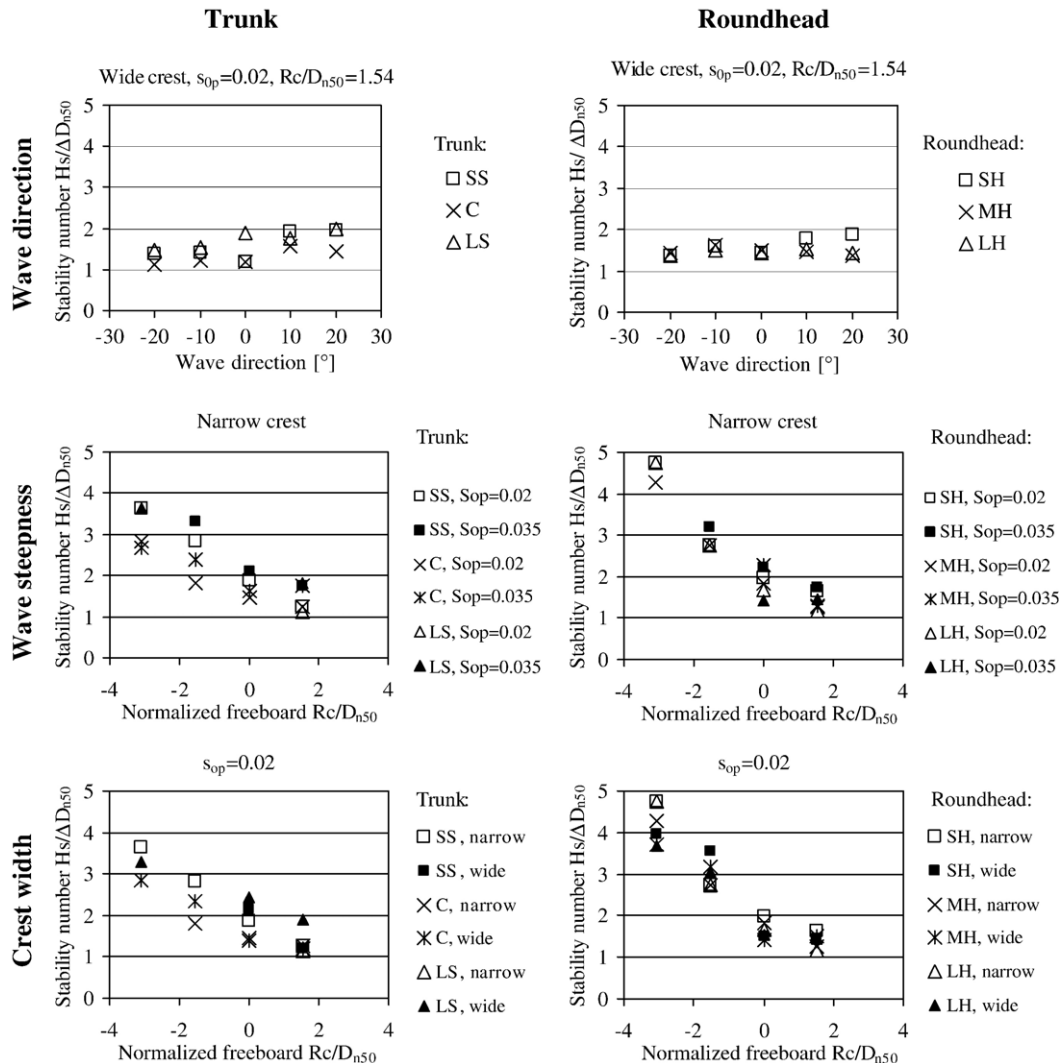 Trunk
Roundhead
Wave direction
Wide crest, s0p=0.02, Rc/Dn50=1.54
Stability number Hs/ΔDn50
5
4
3
2
1
0
-30 -20 -10 0 10 20 30
Wave direction [°]
Trunk:
SS
C
LS
Wide crest, s0p=0.02, Rc/Dn50=1.54
Stability number Hs/ΔDn50
5
4
3
2
1
0
-30 -20 -10 0 10 20 30
Wave direction [°]
Roundhead:
SH
MH
LH
Wave steepness
Narrow crest
Stability number Hs/ΔDn50
5
4
3
2
1
0
-4 -2 0 2 4
Normalized freeboard Rc/Dn50
Trunk:
SS, Sop=0.02
SS, Sop=0.035
C, Sop=0.02
C, Sop=0.035
LS, Sop=0.02
LS, Sop=0.035
Narrow crest
Stability number Hs/ΔDn50
5
4
3
2
1
0
-4 -2 0 2 4
Normalized freeboard Rc/Dn50
Roundhead:
SH, Sop=0.02
SH, Sop=0.035
MH, Sop=0.02
MH, Sop=0.035
LH, Sop=0.02
LH, Sop=0.035
Crest width
sop=0.02
Stability number Hs/ΔDn50
5
4
3
2
1
0
-4 -2 0 2 4
Normalized freeboard Rc/Dn50
Trunk:
SS, narrow
SS, wide
C, narrow
C, wide
LS, narrow
LS, wide
sop=0.02
Stability number Hs/ΔDn50
5
4
3
2
1
0
-4 -2 0 2 4
Normalized freeboard Rc/Dn50
Roundhead:
SH, narrow
SH, wide
MH, narrow
MH, wide
LH, narrow
LH, wide